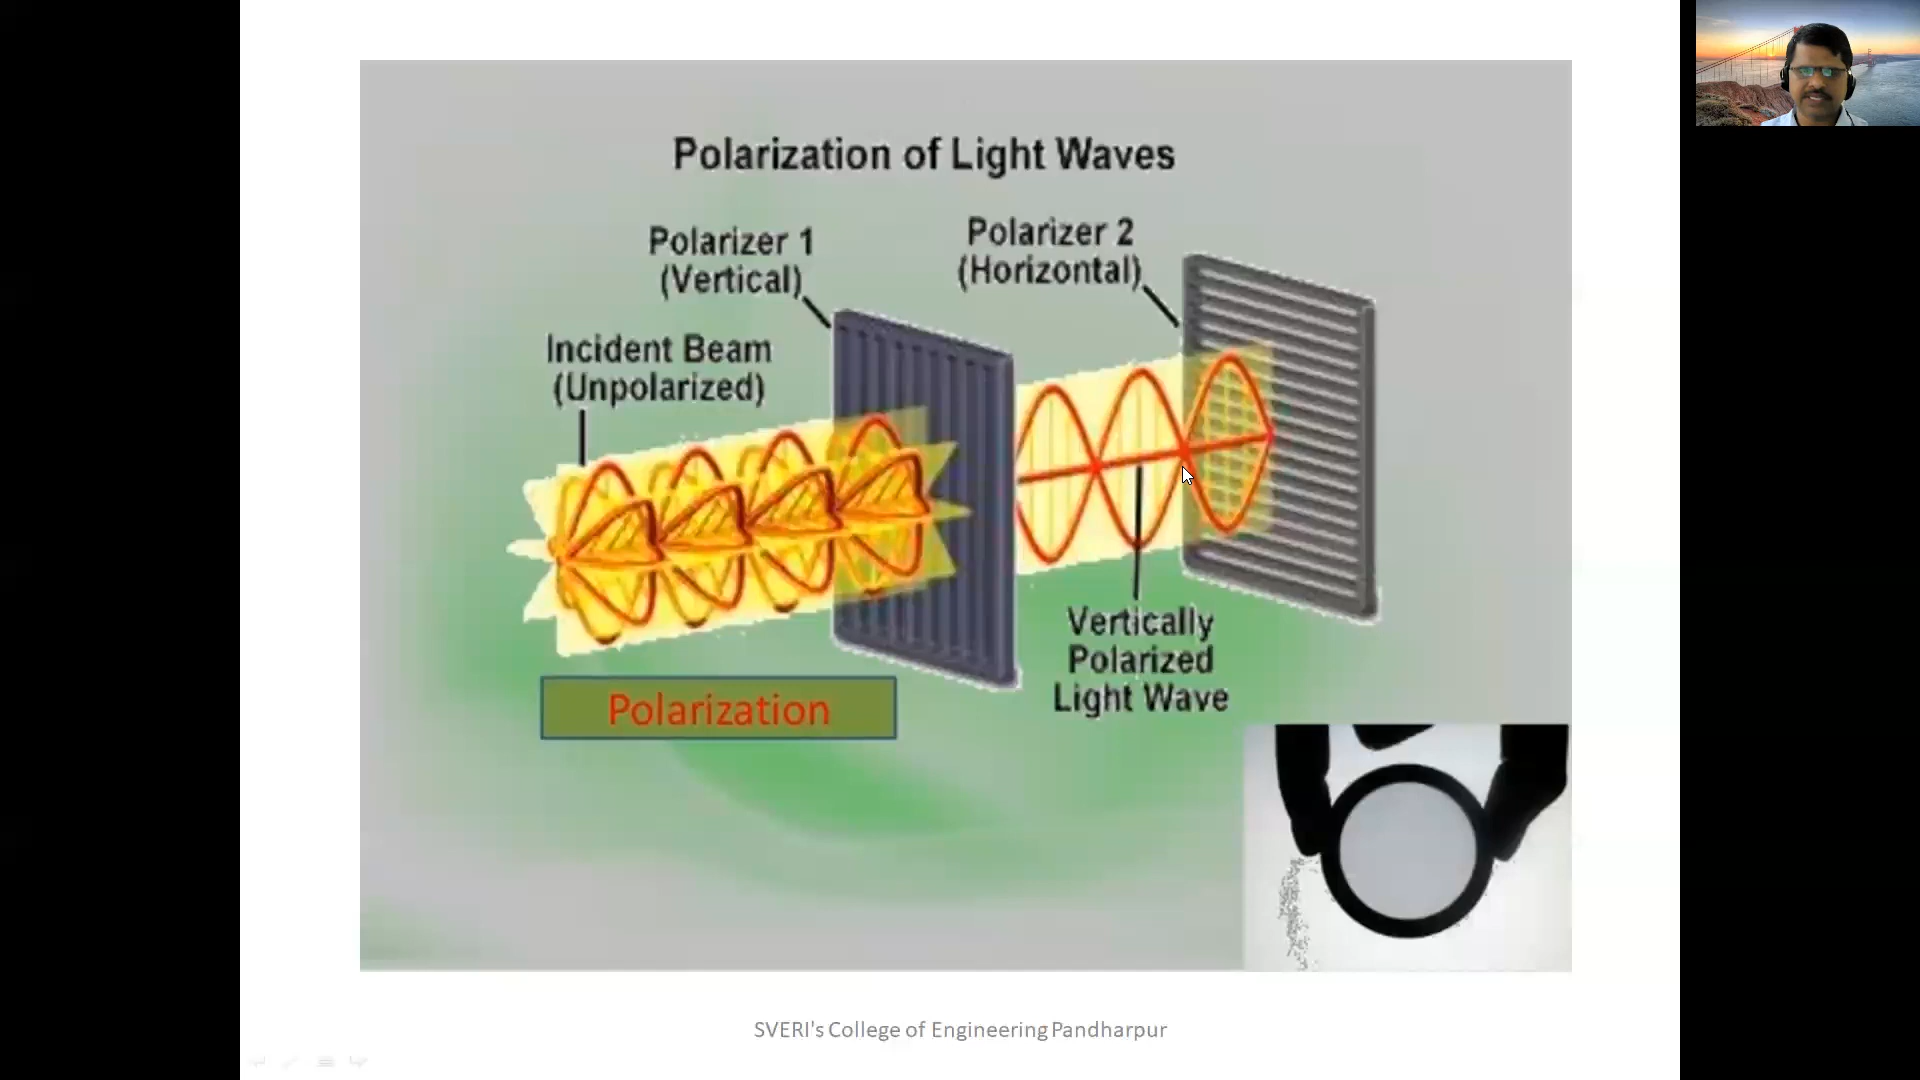 Polarization of Light Waves
Polarizer 1
(Vertical)
Polarizer 2
(Horizontal)
Incident Beam
(Unpolarized)
Vertically
Polarized
Light Wave
Polarization
SVERI's College of Engineering Pandharpur